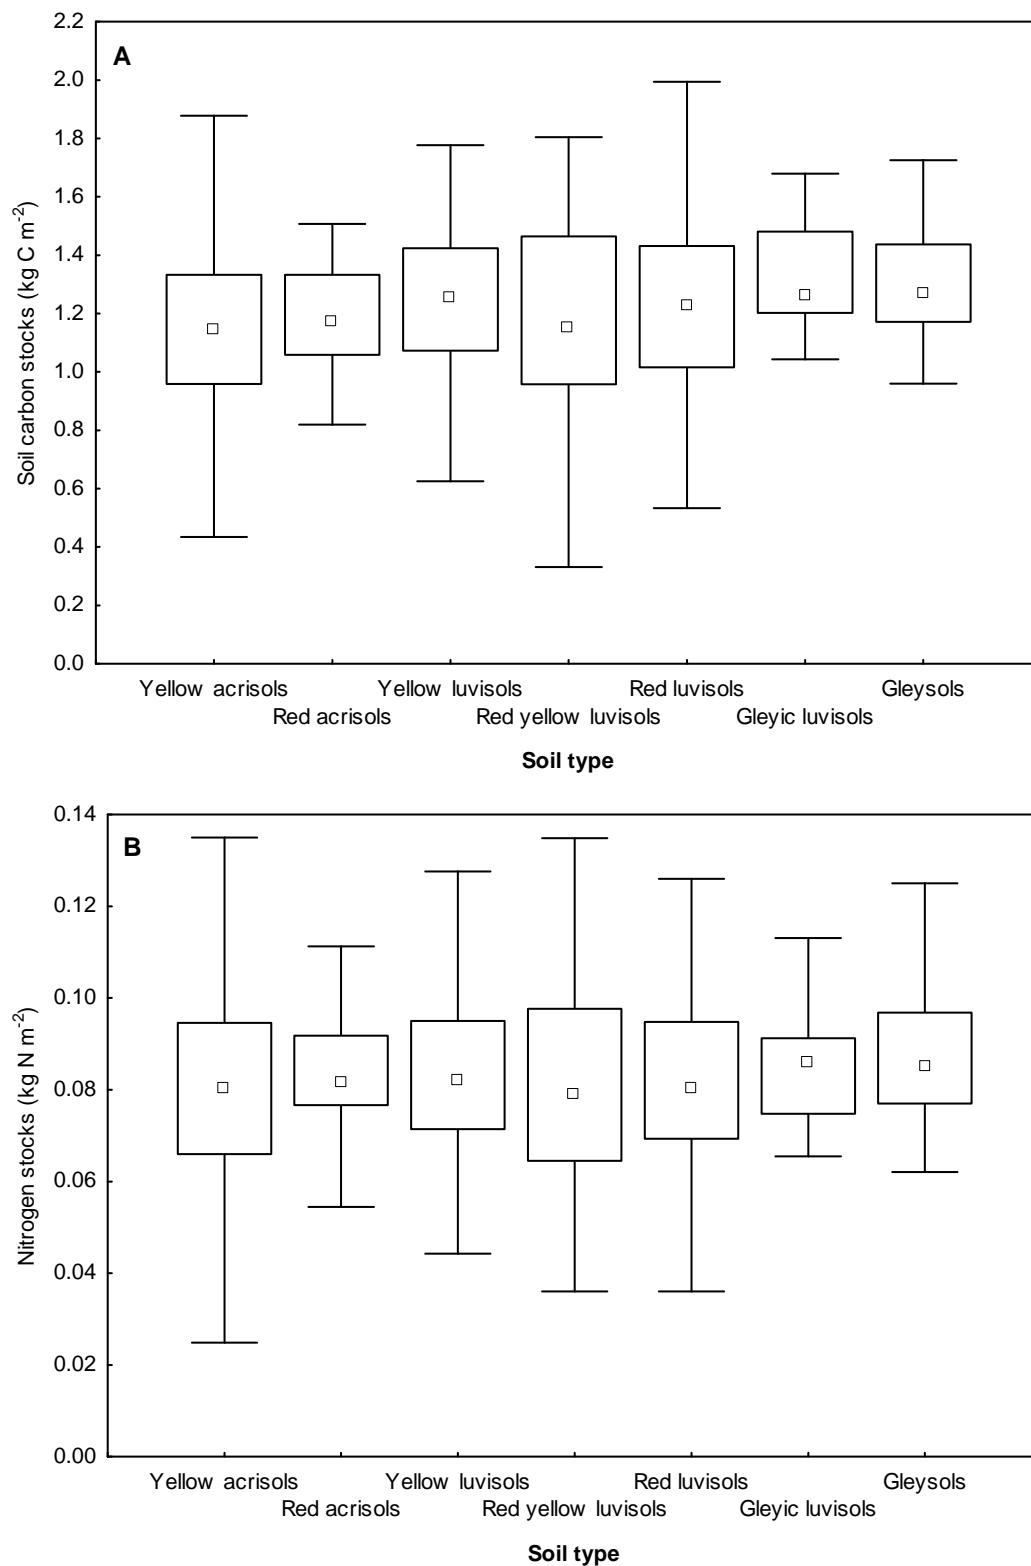 A
Soil carbon stocks (kg C m-2)
2.2
2.0
1.8
1.6
1.4
1.2
1.0
0.8
0.6
0.4
0.2
0.0
Yellow acrisols Yellow luvisols Red luvisols Gleysols
Red acrisols Red yellow luvisols Gleyic luvisols
Soil type
B
Nitrogen stocks (kg N m-2)
0.14
0.12
0.10
0.08
0.06
0.04
0.02
0.00
Yellow acrisols Yellow luvisols Red luvisols Gleysols
Red acrisols Red yellow luvisols Gleyic luvisols
Soil type